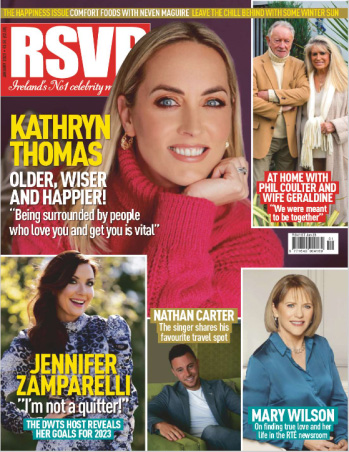 THE HAPPINESS ISSUE COMFORT FOODS WITH NEVEN MAGUIRE LEAVE THE CHILL BEHIND WITH SOME WINTER SUN
RSVP
Ireland's No1 celebrity m
KATHRYN
THOMAS
OLDER, WISER
AND HAPPIER!
"Being surrounded by people
who love you and get you is vital"
AT HOME WITH
PHIL COULTER AND
WIFE GERALDINE
"We were meant
to be together"
JENNIFER
ZAMPARELLI
"I'm not a quitter!"
THE DWTS HOST REVEALS
HER GOALS FOR 2023
NATHAN CARTER
The singer shares his
favourite travel spot
MARY WILSON
On finding true love and her
life in the RTE newsroom